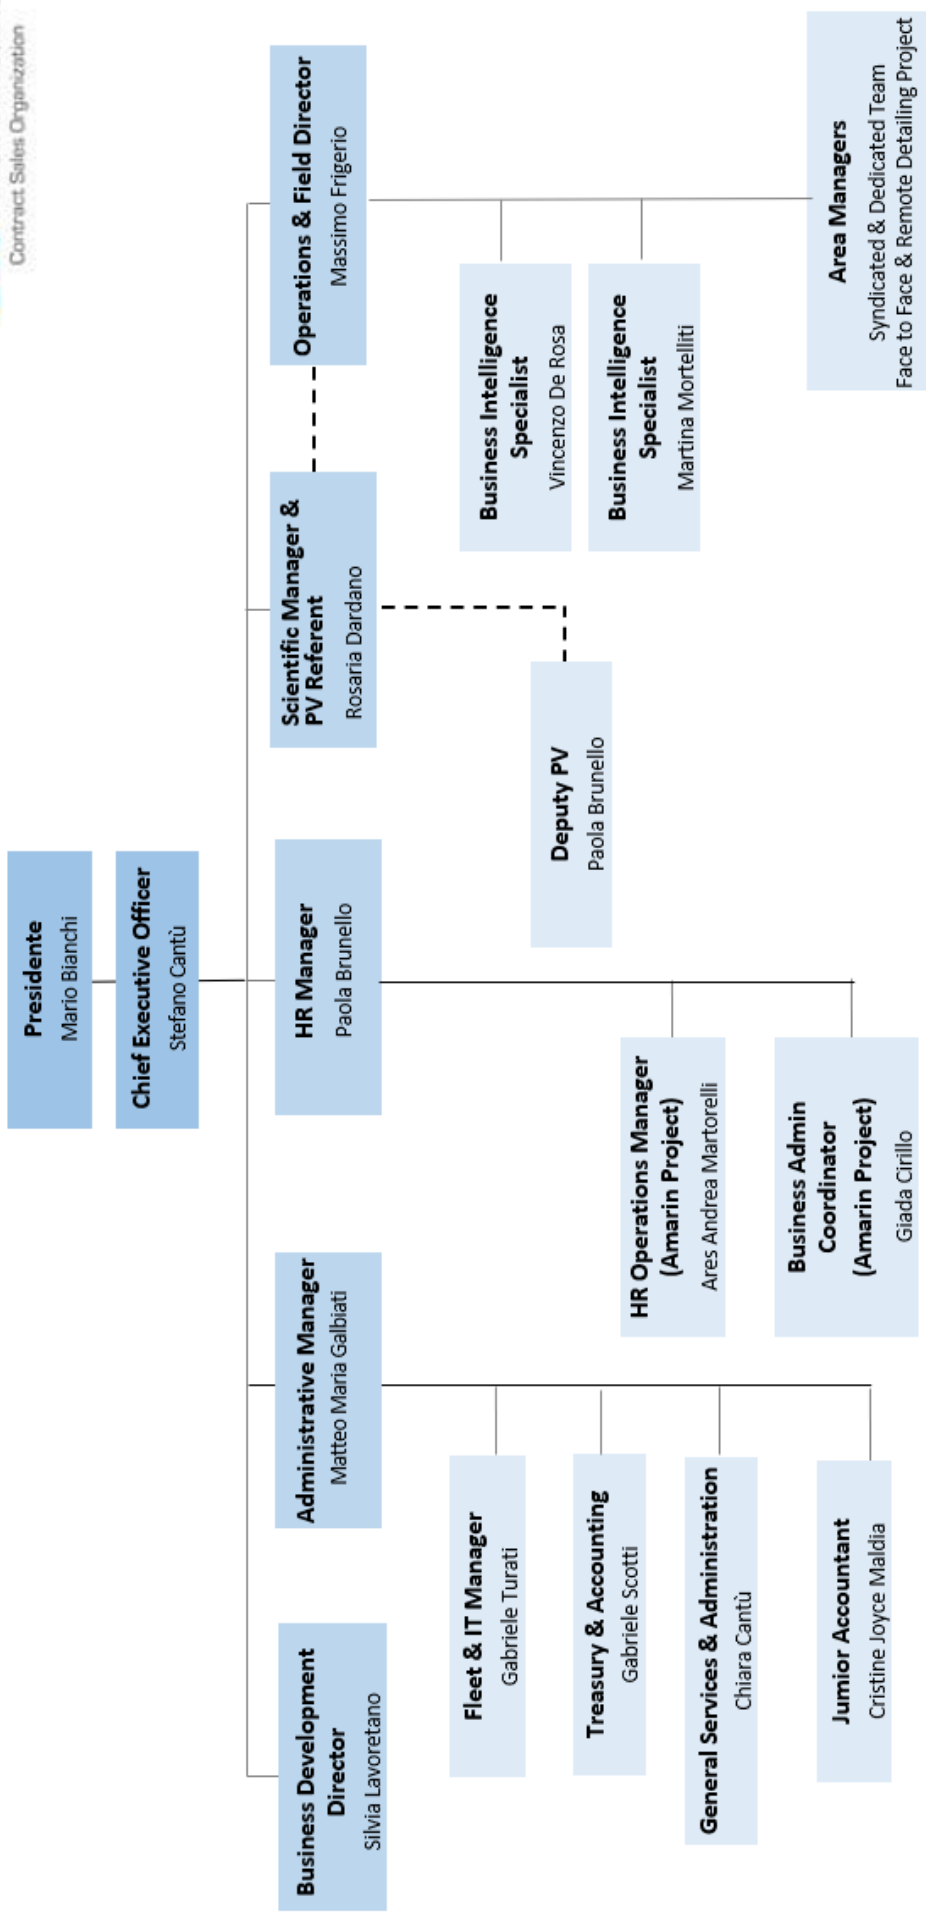 Contract Sales Organization
Presidente
Mario Bianchi
Chief Executive Officer
Stefano Cantù
Business Development
Director
Silvia Lavoretano
Administrative Manager
Matteo Maria Galbiati
HR Manager
Paola Brunello
Scientific Manager &
PV Referent
Rosaria Dardano
Operations & Field Director
Massimo Frigerio
Fleet & IT Manager
Gabriele Turati
Treasury & Accounting
Gabriele Scotti
General Services & Administration
Chiara Cantù
Jumior Accountant
Cristine Joyce Maldia
HR Operations Manager
(Amarin Project)
Ares Andrea Martorelli
Business Admin
Coordinator
(Amarin Project)
Giada Cirillo
Deputy PV
Paola Brunello
Business Intelligence
Specialist
Vincenzo De Rosa
Business Intelligence
Specialist
Martina Mortelliti
Area Managers
Syndicated & Dedicated Team
Face to Face & Remote Detailing Project